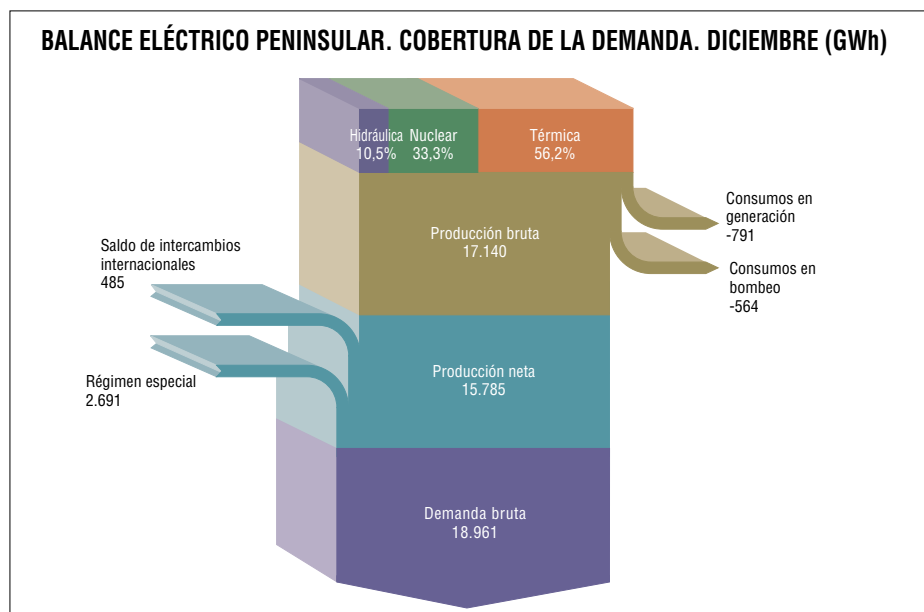 BALANCE ELÉCTRICO PENINSULAR. COBERTURA DE LA DEMANDA. DICIEMBRE (GWh)
Hidráulica
10,5%
Nuclear
33,3%
Térmica
56,2%
Consumos en
generación
-791
Producción bruta
17.140
Saldo de intercambios
internacionales
485
Consumos en
bombeo
-564
Régimen especial
2.691
Producción neta
15.785
Demanda bruta
18.961